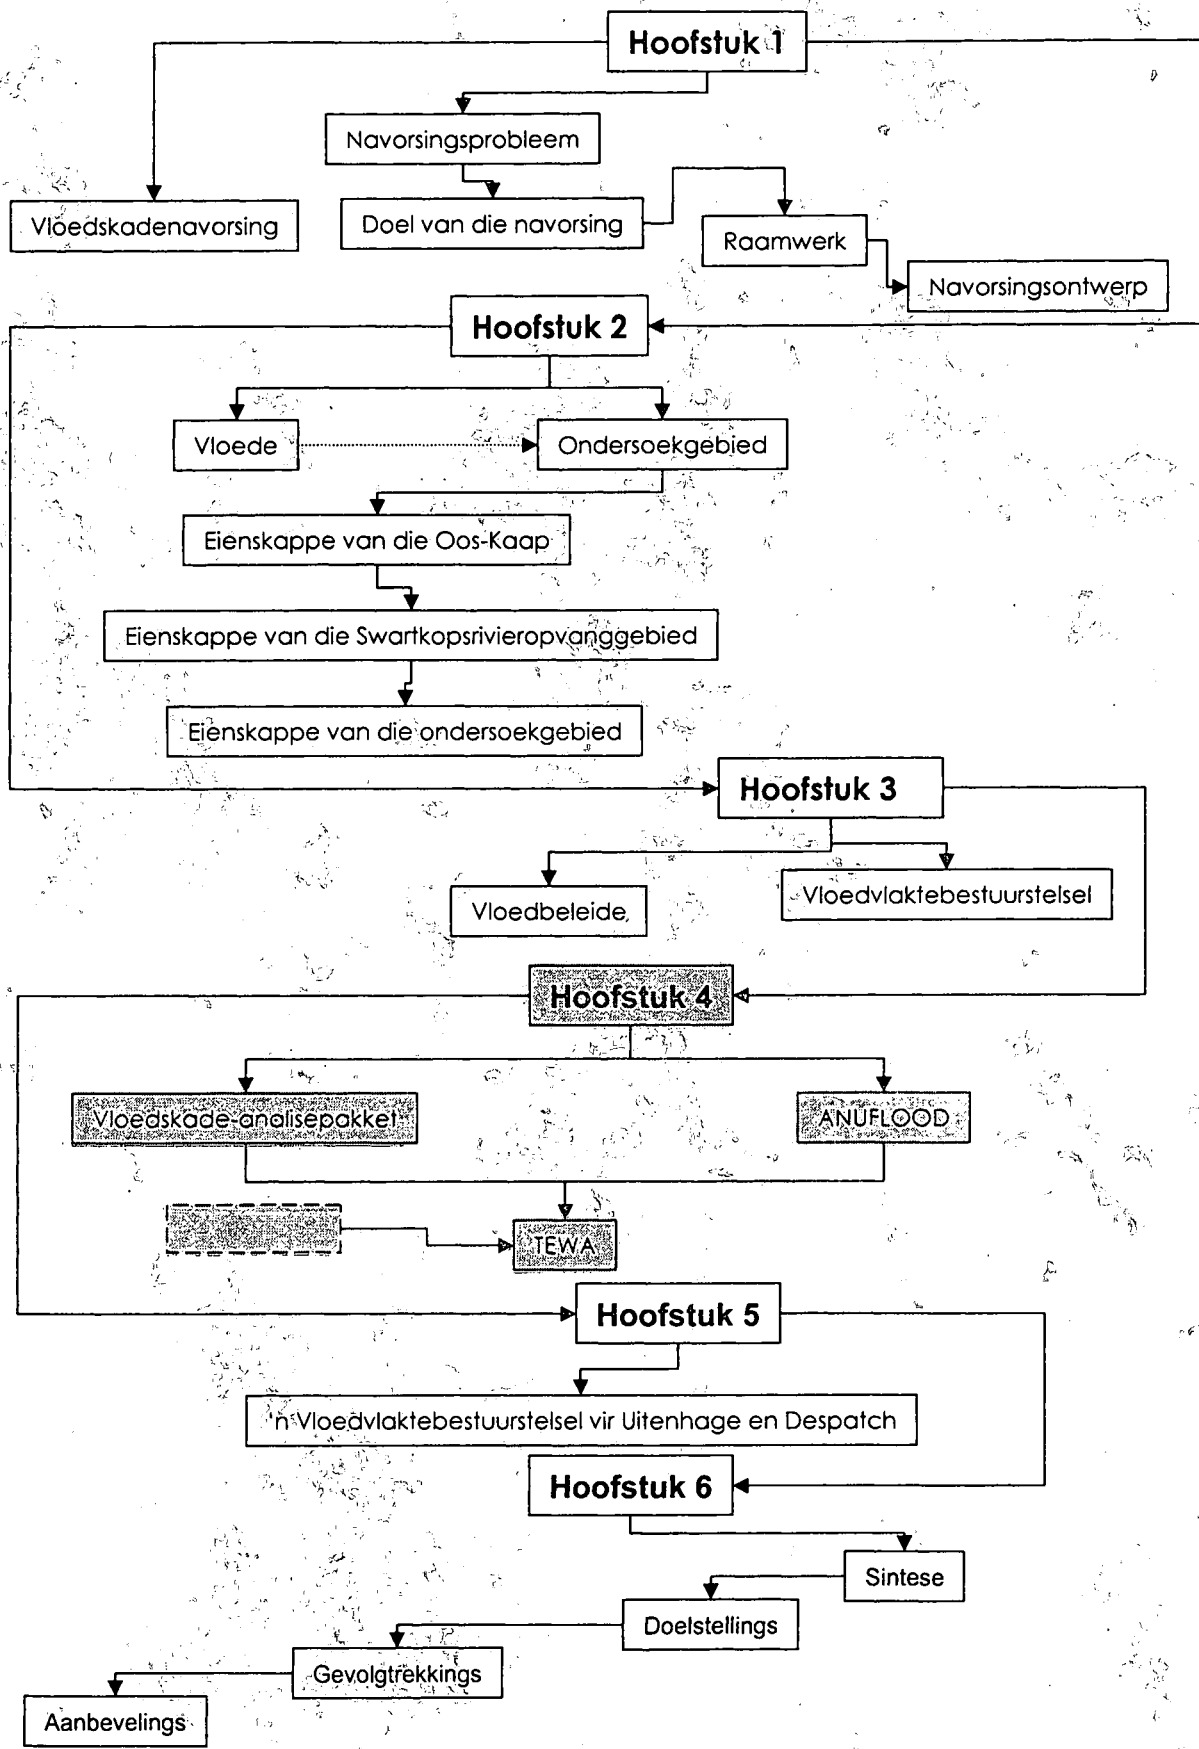 Hoofstuk 1
Navorsingsprobleem
Vloedskadenavorsing
Doel van die navorsing
Raamwerk
Navorsingsontwerp
Hoofstuk 2
Vloede
Ondersoekgebied
Eienskappe van die Oos-Kaap
Eienskappe van die Swartkopsrivieropvanggebied
Eienskappe van die ondersoekgebied
Hoofstuk 3
Vloedbeleide
Vloedvlaktebestuurstelsel
Hoofstuk 4
Vloedskade-analisepakket
ANUFLOOD
TEWA
Hoofstuk 5
'n Vloedvlaktebestuurstelsel vir Uitenhage en Despatch
Hoofstuk 6
Sintese
Doelstellings
Gevolgtrekkings
Aanbevelings